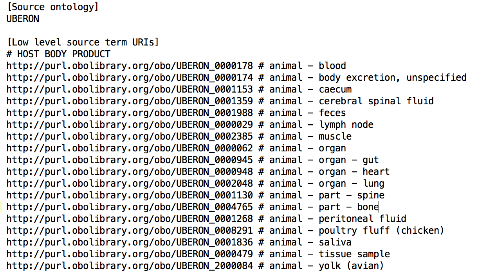 [Source ontology]
UBERON
[Low level source term URIs]
# HOST BODY PRODUCT
http://purl.obolibrary.org/obo/UBERON_0000178 # animal - blood
http://purl.obolibrary.org/obo/UBERON_0000174 # animal - body excretion, unspecified
http://purl.obolibrary.org/obo/UBERON_0001153 # animal - caecum
http://purl.obolibrary.org/obo/UBERON_0001359 # animal - cerebral spinal fluid
http://purl.obolibrary.org/obo/UBERON_0001988 # animal - feces
http://purl.obolibrary.org/obo/UBERON_0000029 # animal - lymph node
http://purl.obolibrary.org/obo/UBERON_0002385 # animal - muscle
http://purl.obolibrary.org/obo/UBERON_0000062 # animal - organ
http://purl.obolibrary.org/obo/UBERON_0000945 # animal - organ - gut
http://purl.obolibrary.org/obo/UBERON_0000948 # animal - organ - heart
http://purl.obolibrary.org/obo/UBERON_0002048 # animal - organ - lung
http://purl.obolibrary.org/obo/UBERON_0001130 # animal - part - spine
http://purl.obolibrary.org/obo/UBERON_0004765 # animal - part - bone
http://purl.obolibrary.org/obo/UBERON_0001268 # animal - peritoneal fluid
http://purl.obolibrary.org/obo/UBERON_0008291 # animal - poultry fluff (chicken)
http://purl.obolibrary.org/obo/UBERON_0001836 # animal - saliva
http://purl.obolibrary.org/obo/UBERON_0000479 # animal - tissue sample
http://purl.obolibrary.org/obo/UBERON_2000084 # animal - yolk (avian)